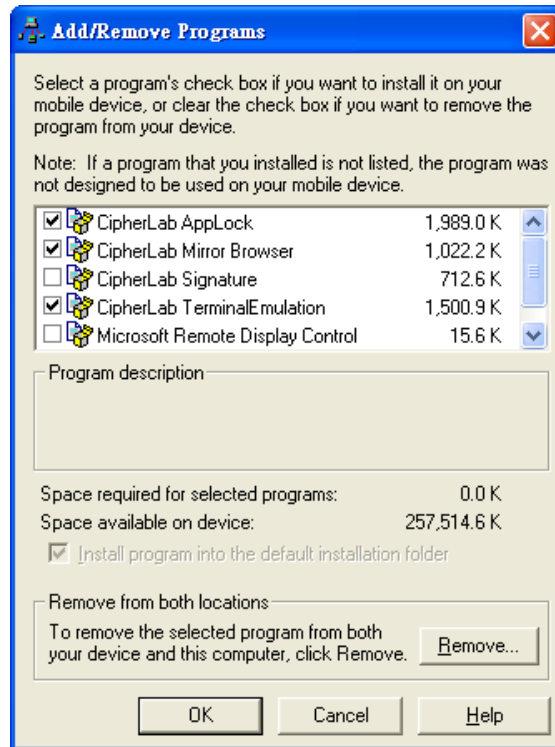 Add/Remove Programs
Select a program's check box if you want to install it on your
mobile device, or clear the check box if you want to remove the
program from your device.
Note: If a program that you installed is not listed, the program was
not designed to be used on your mobile device.
CipherLab AppLock 1,989.0 K
CipherLab Mirror Browser 1,022.2 K
CipherLab Signature 712.6 K
CipherLab TerminalEmulation 1,500.9 K
Microsoft Remote Display Control 15.6 K
Program description
Space required for selected programs: 0.0 K
Space available on device: 257,514.6 K
Install program into the default installation folder
Remove from both locations
To remove the selected program from both
your device and this computer, click Remove.
Remove...
OK Cancel Help